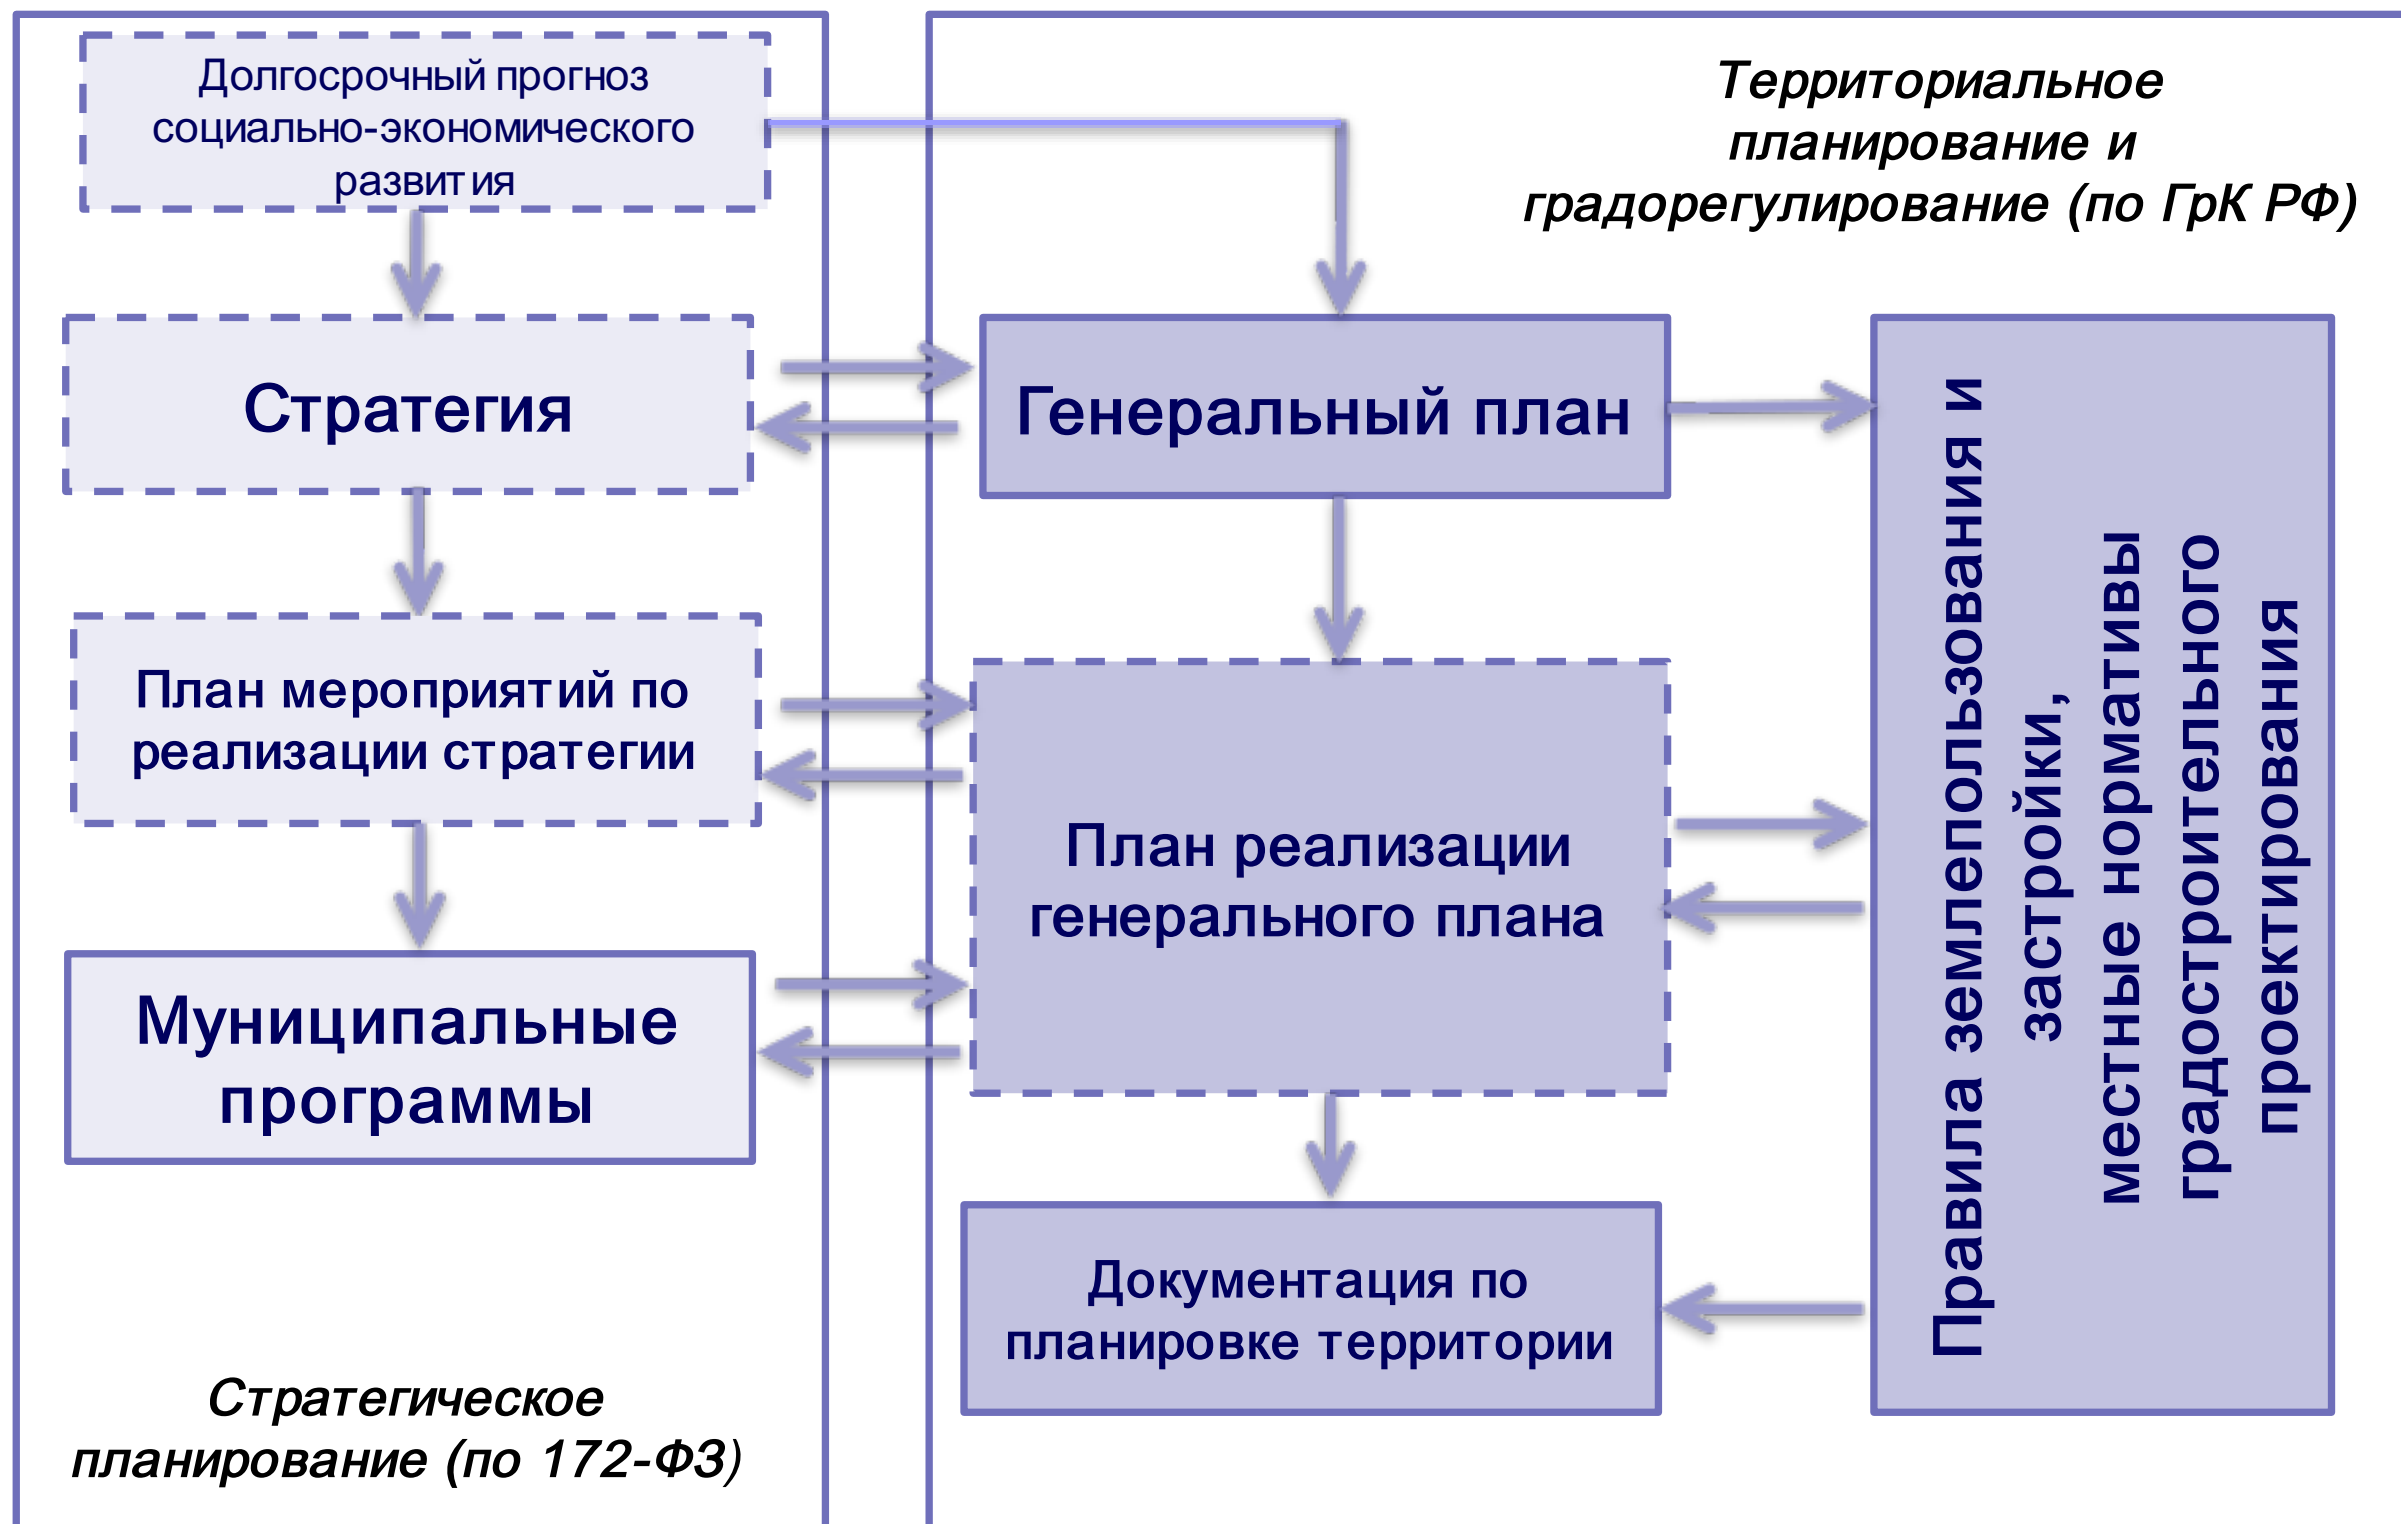 Долгосрочный прогноз
социально-экономического
развития
Территориальное
планирование и
градорегулирование (по ГрК РФ)
Стратегия
Генеральный план
Правила землепользования и
застройки,
местные нормативы
градостроительного
проектирования
План мероприятий по
реализации стратегии
План реализации
генерального плана
Муниципальные
программы
Документация по
планировке территории
Стратегическое
планирование (по 172-ФЗ)